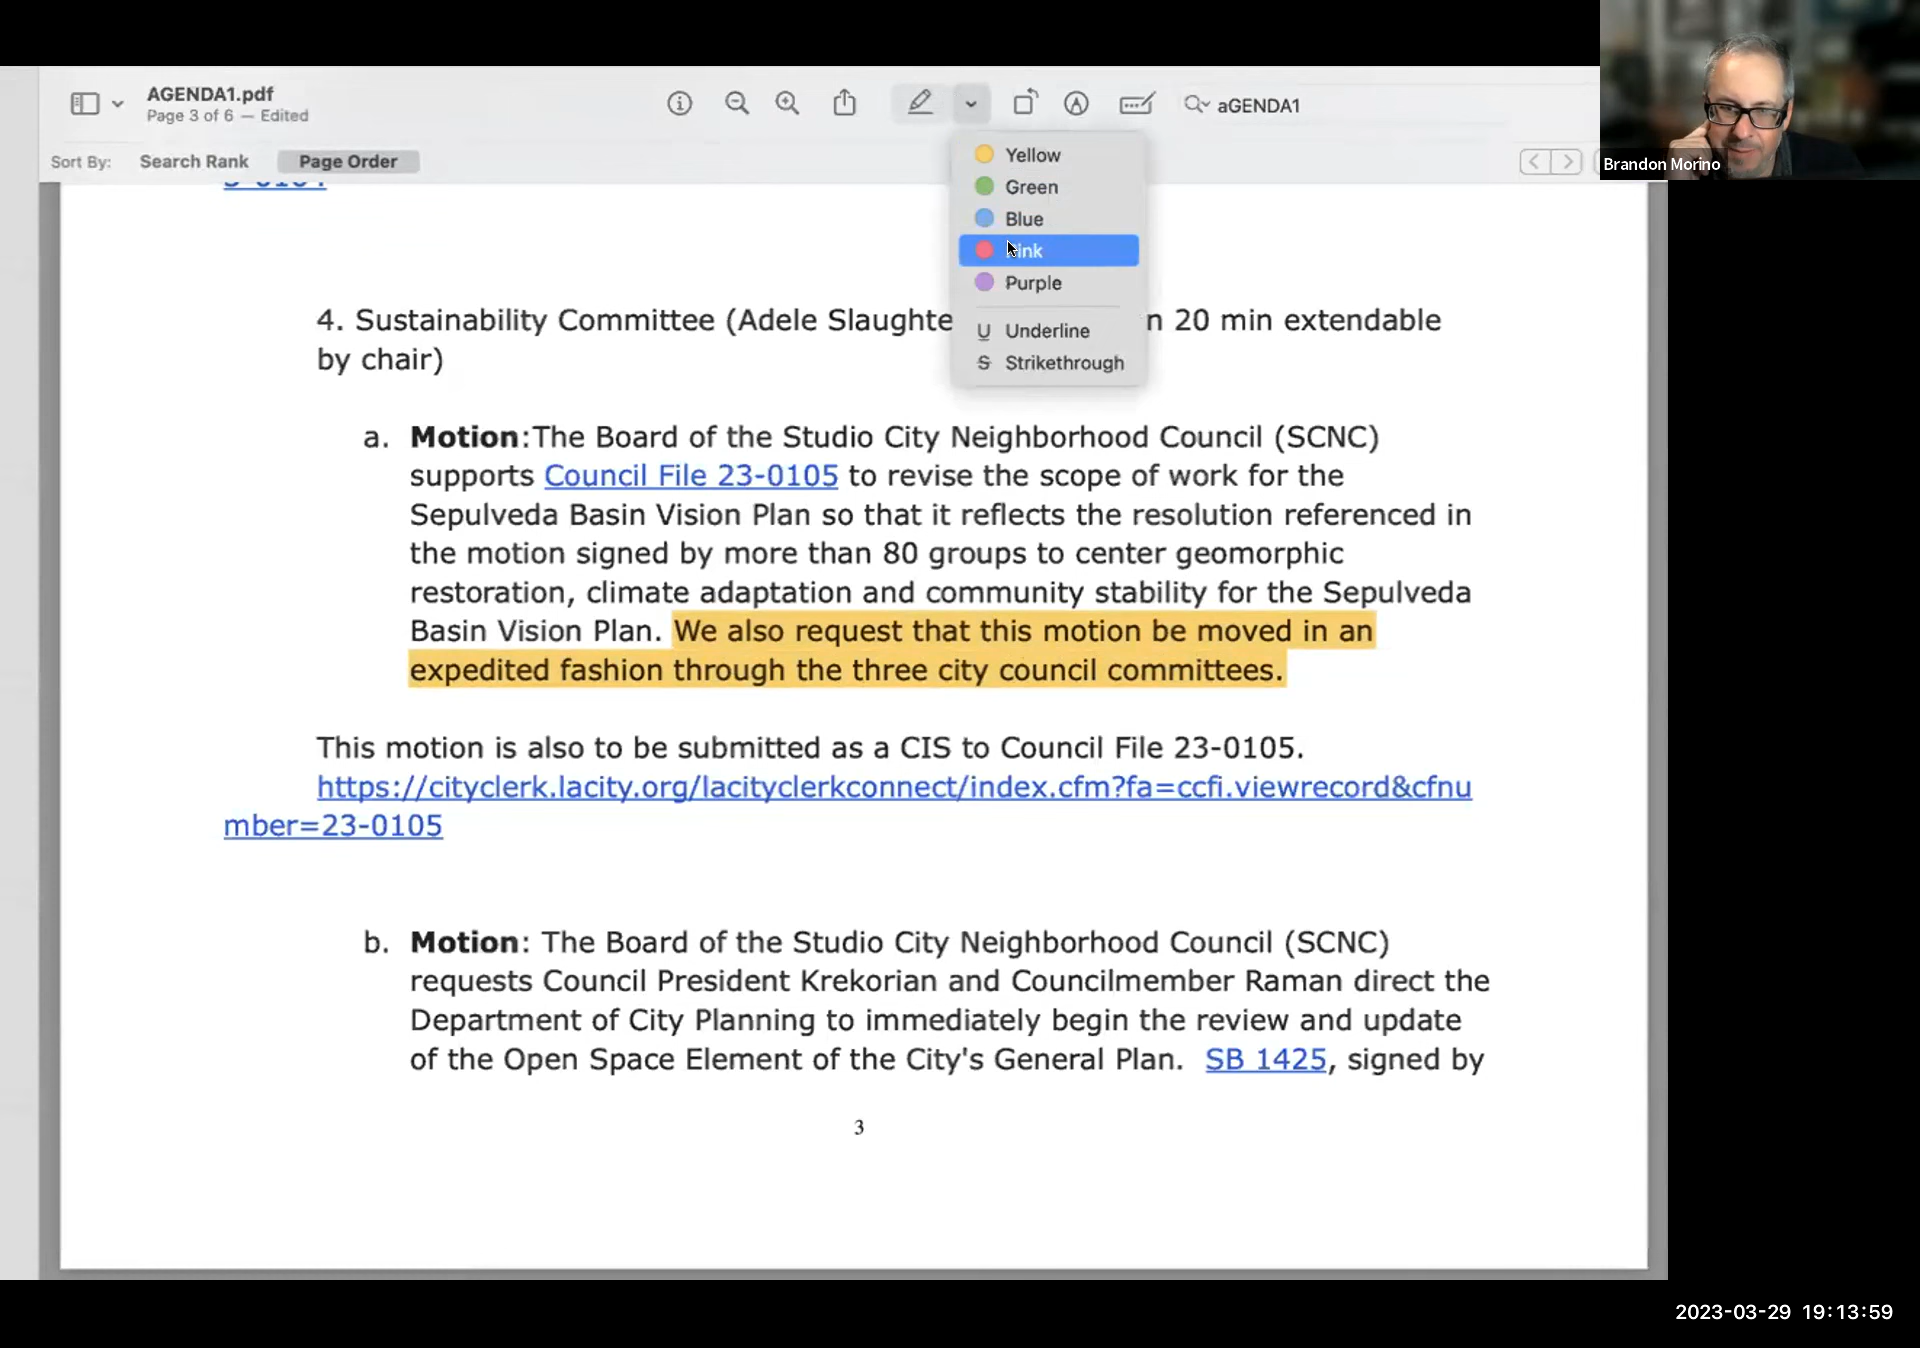 AGENDA1.pdf
Page 3 of 6 — Edited
aGENDA1
Sort By: Search Rank Page Order
Yellow
Green
Blue
Pink
Purple
U Underline
S Strikethrough
Brandon Morino
4. Sustainability Committee (Adele Slaughte n 20 min extendable
by chair)
a. Motion:The Board of the Studio City Neighborhood Council (SCNC)
supports Council File 23-0105 to revise the scope of work for the
Sepulveda Basin Vision Plan so that it reflects the resolution referenced in
the motion signed by more than 80 groups to center geomorphic
restoration, climate adaptation and community stability for the Sepulveda
Basin Vision Plan. We also request that this motion be moved in an
expedited fashion through the three city council committees.
This motion is also to be submitted as a CIS to Council File 23-0105.
https://cityclerk.lacity.org/lacityclerkconnect/index.cfm?fa=ccfi.viewrecord&cfnu
mber=23-0105
b. Motion: The Board of the Studio City Neighborhood Council (SCNC)
requests Council President Krekorian and Councilmember Raman direct the
Department of City Planning to immediately begin the review and update
of the Open Space Element of the City's General Plan. SB 1425, signed by
3
2023-03-29 19:13:59